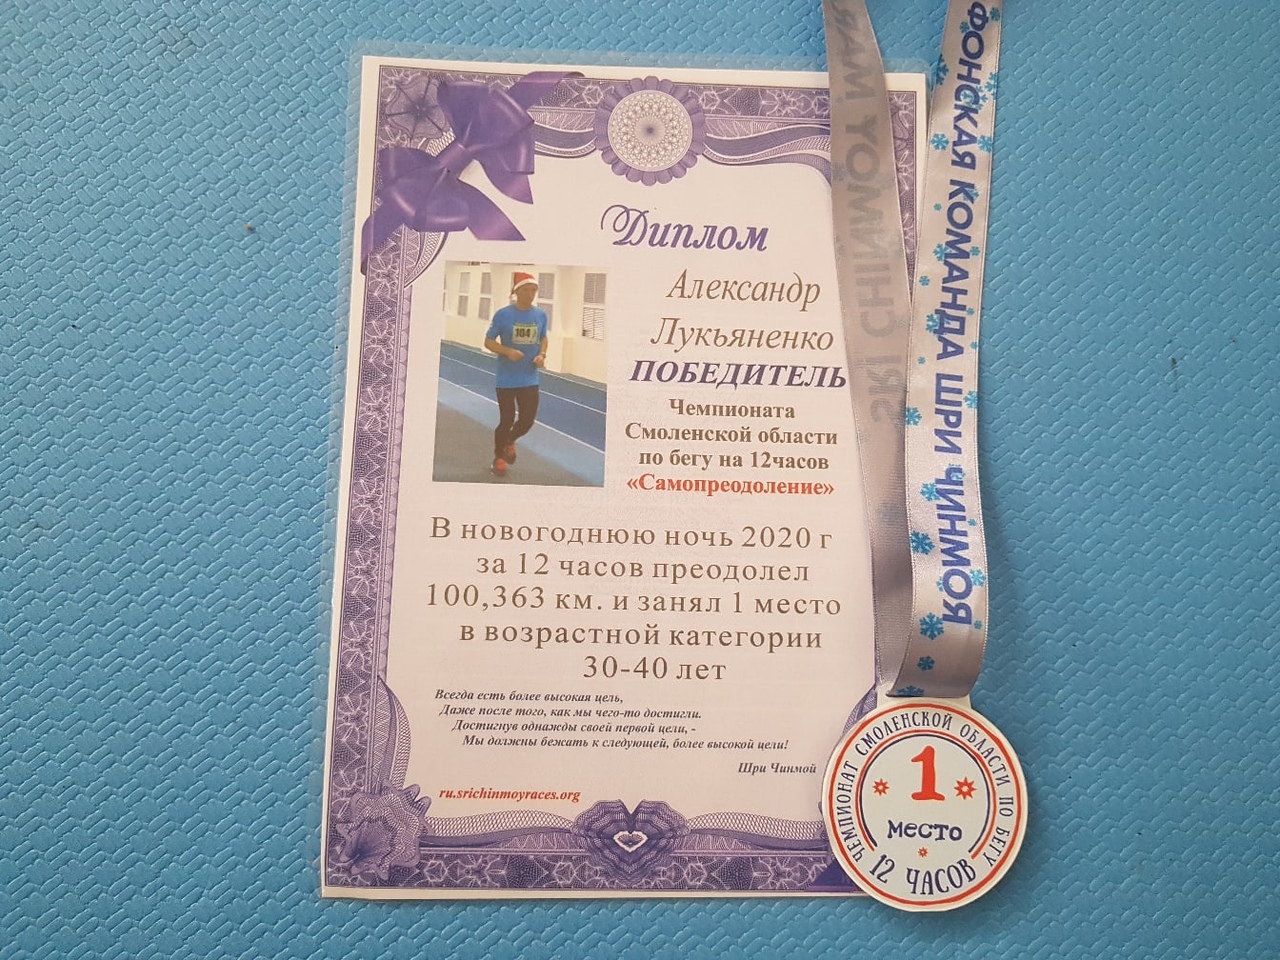 Диплом
Александр
Лукьяненко
ПОБЕДИТЕЛЬ
Чемпионата
Смоленской области
по бегу на 12часов
«Самопреодоление»
104
В новогоднюю ночь 2020 г
за 12 часов преодолел
100,363 км. и занял 1 место
в возрастной категории
30-40 лет
Всегда есть более высокая цель,
Даже после того, как мы чего-то достигли.
Достигнув однажды своей первой цели, -
Мы должны бежать к следующей, более высокой цели!
Шри Чинмой
ru.srichinmoyraces.org
SRI CHINMOY
ФОНСКАЯ КОМАНДА ШРИ ЧИНМОЯ
ЧЕМПИОНАТ СМОЛЕНСКОЙ ОБЛАСТИ ПО БЕГУ
1
место
12 ЧАСОВ